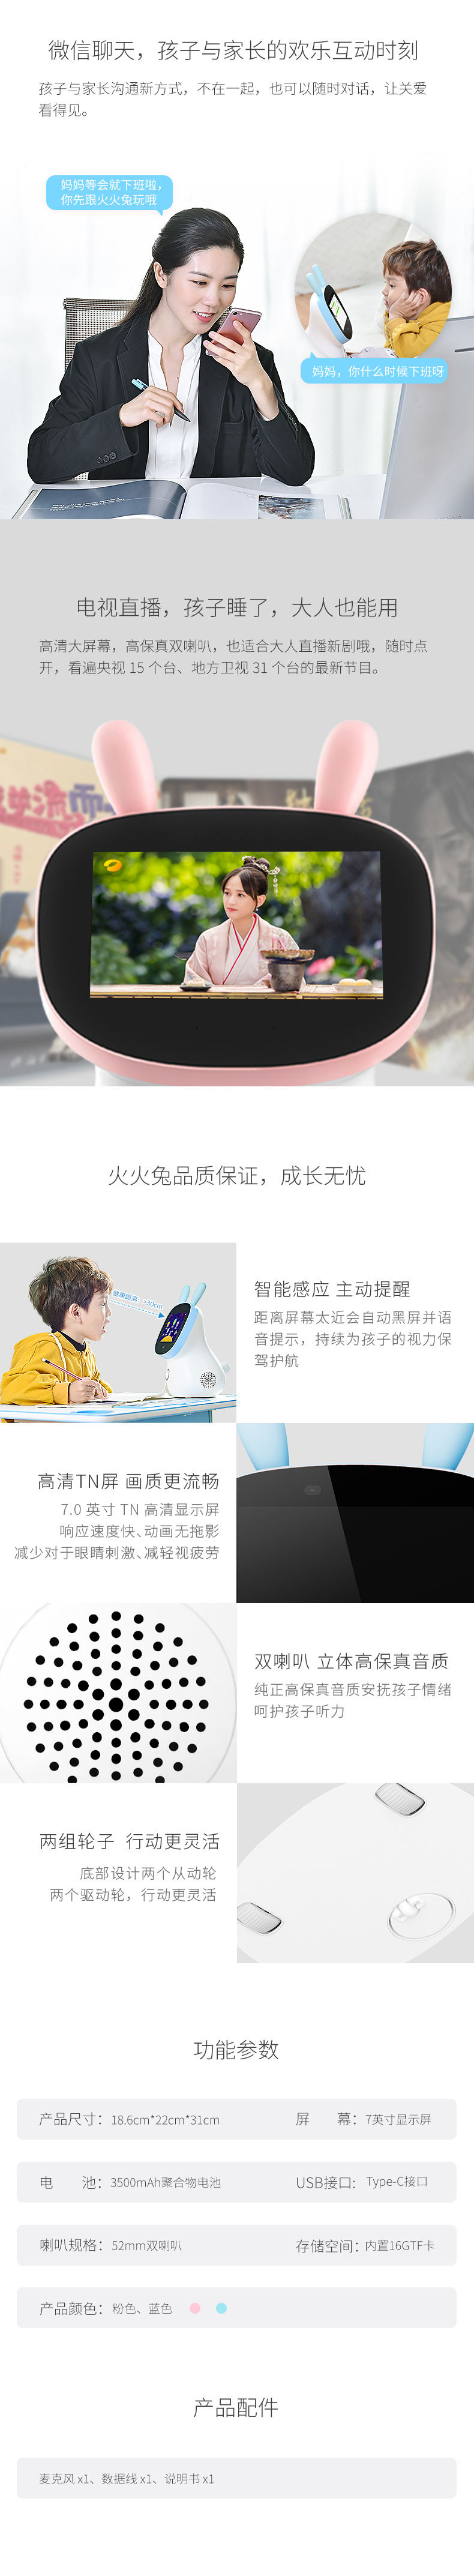 微信聊天，孩子与家长的欢乐互动时刻
孩子与家长沟通新方式，不在一起，也可以随时对话，让关爱
看得见。
妈妈等会就下班啦，
你先跟火火兔玩哦
妈妈，你什么时候下班呀
电视直播，孩子睡了，大人也能用
高清大屏幕，高保真双喇叭，也适合大人直播新剧哦，随时点
开，看遍央视 15 个台、地方卫视 31 个台的最新节目。
火火兔品质保证，成长无忧
健康距离：>30cm
智能感应 主动提醒
距离屏幕太近会自动黑屏并语
音提示，持续为孩子的视力保
驾护航
高清TN屏 画质更流畅
7.0 英寸 TN 高清显示屏
响应速度快、动画无拖影
减少对于眼睛刺激、减轻视疲劳
双喇叭 立体高保真音质
纯正高保真音质安抚孩子情绪
呵护孩子听力
两组轮子 行动更灵活
底部设计两个从动轮
两个驱动轮，行动更灵活
功能参数
产品尺寸：18.6cm*22cm*31cm
屏 幕：7英寸显示屏
电 池：3500mAh聚合物电池
USB接口：Type-C接口
喇叭规格：52mm双喇叭
存储空间：内置16GTF卡
产品颜色：粉色、蓝色
产品配件
麦克风 x1、数据线 x1、说明书 x1